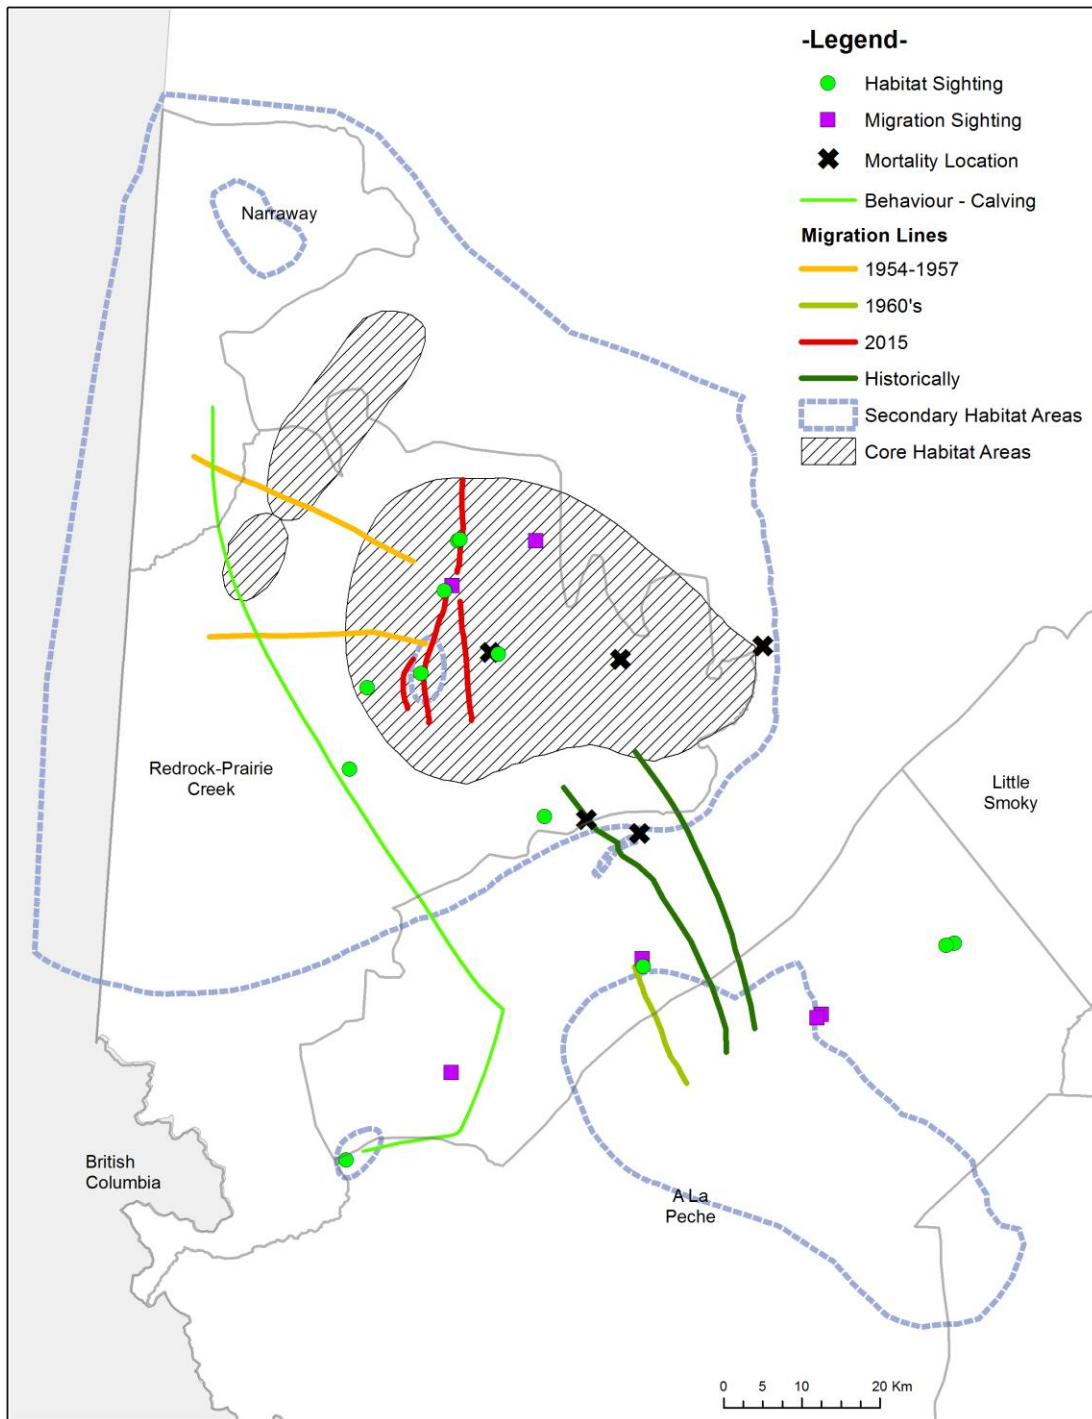 -Legend-
Habitat Sighting
Migration Sighting
Mortality Location
Behaviour - Calving
Migration Lines
1954-1957
1960's
2015
Historically
Secondary Habitat Areas
Core Habitat Areas
Narraway
Redrock-Prairie
Creek
Little
Smoky
British
Columbia
A La
Peche
0 5 10 20 Km